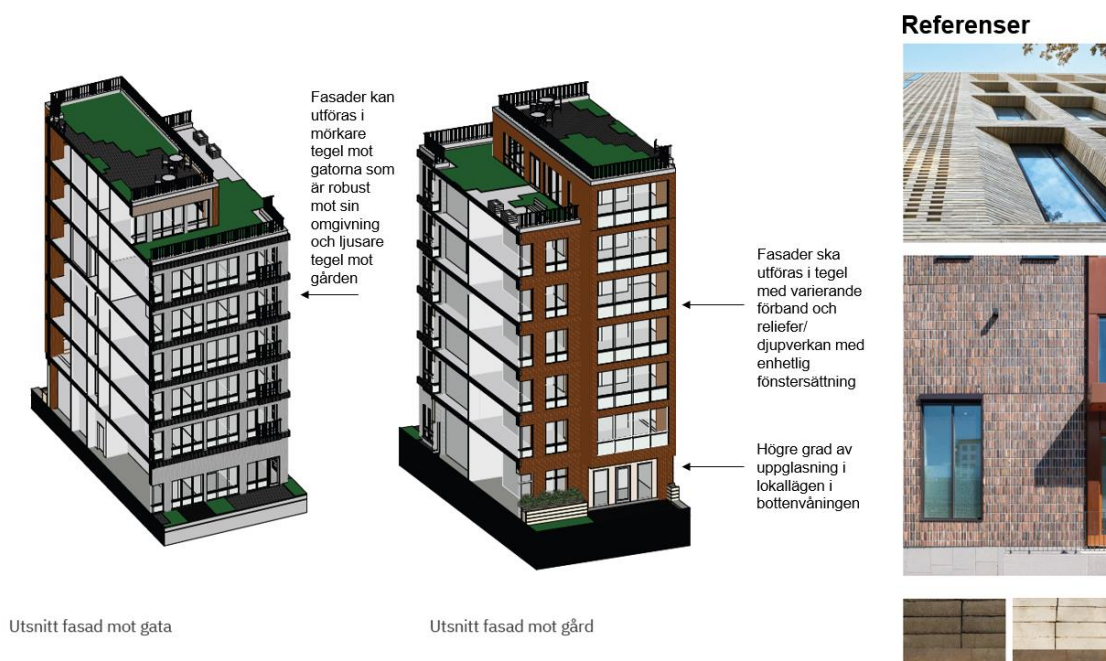 Referenser
Fasader kan
utföras i
mörkare
tegel mot
gatorna som
är robust
mot sin
omgivning
och ljusare
tegel mot
gården
Fasader ska
utföras i tegel
med varierande
förband och
reliefer/
djupverkan med
enhetlig
fönstersättning
Högre grad av
uppglasning i
lokallägen i
bottenvåningen
Utsnitt fasad mot gata
Utsnitt fasad mot gård